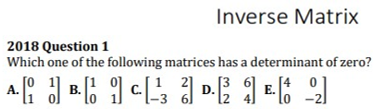 Inverse Matrix
2018 Question 1
Which one of the following matrices has a determinant of zero?
A. [0 1; 1 0] B. [1 0; 0 1] C. [1 2; -3 6] D. [3 6; 2 4] E. [4 0; 0 -2]